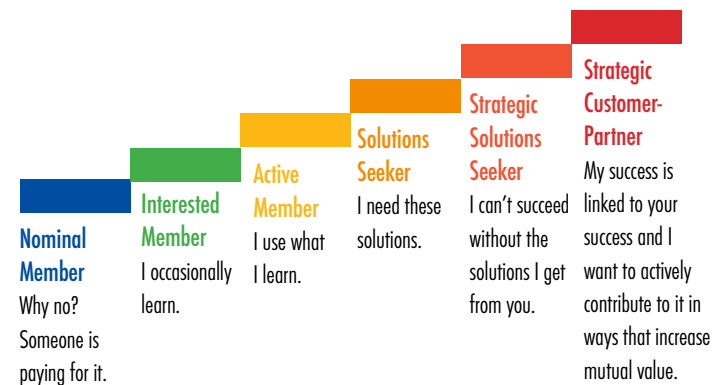 Nominal
Member
Why no?
Someone is
paying for it.
Interested
Member
I occasionally
learn.
Active
Member
I use what
I learn.
Solutions
Seeker
I need these
solutions.
Strategic
Solutions
Seeker
I can't succeed
without the
solutions I get
from you.
Strategic
Customer-
Partner
My success is
linked to your
success and I
want to actively
contribute to it in
ways that increase
mutual value.